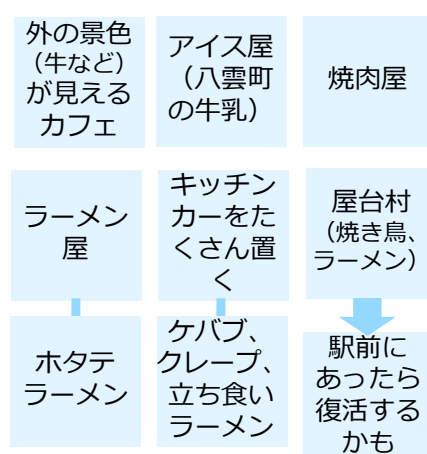 外の景色
（牛など）
が見える
カフェ
アイス屋
（八雲町
の牛乳）
焼肉屋
ラーメン
屋
キッチン
カーをた
くさん置
く
屋台村
（焼き鳥、
ラーメン）
ホタテ
ラーメン
ケバブ、
クレープ、
立ち食い
ラーメン
駅前に
あったら
復活する
かも